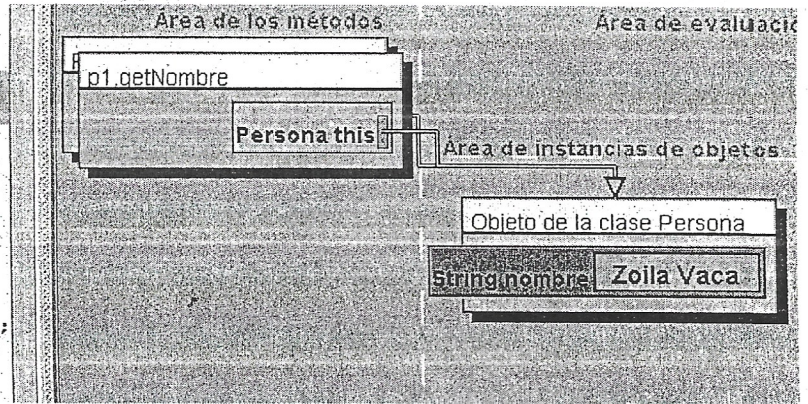 Área de los métodos
Área de evaluació
p1.getNombre
Persona this
Área de instancias de objetos
Objeto de la clase Persona
String nombre
Zoila Vaca
;